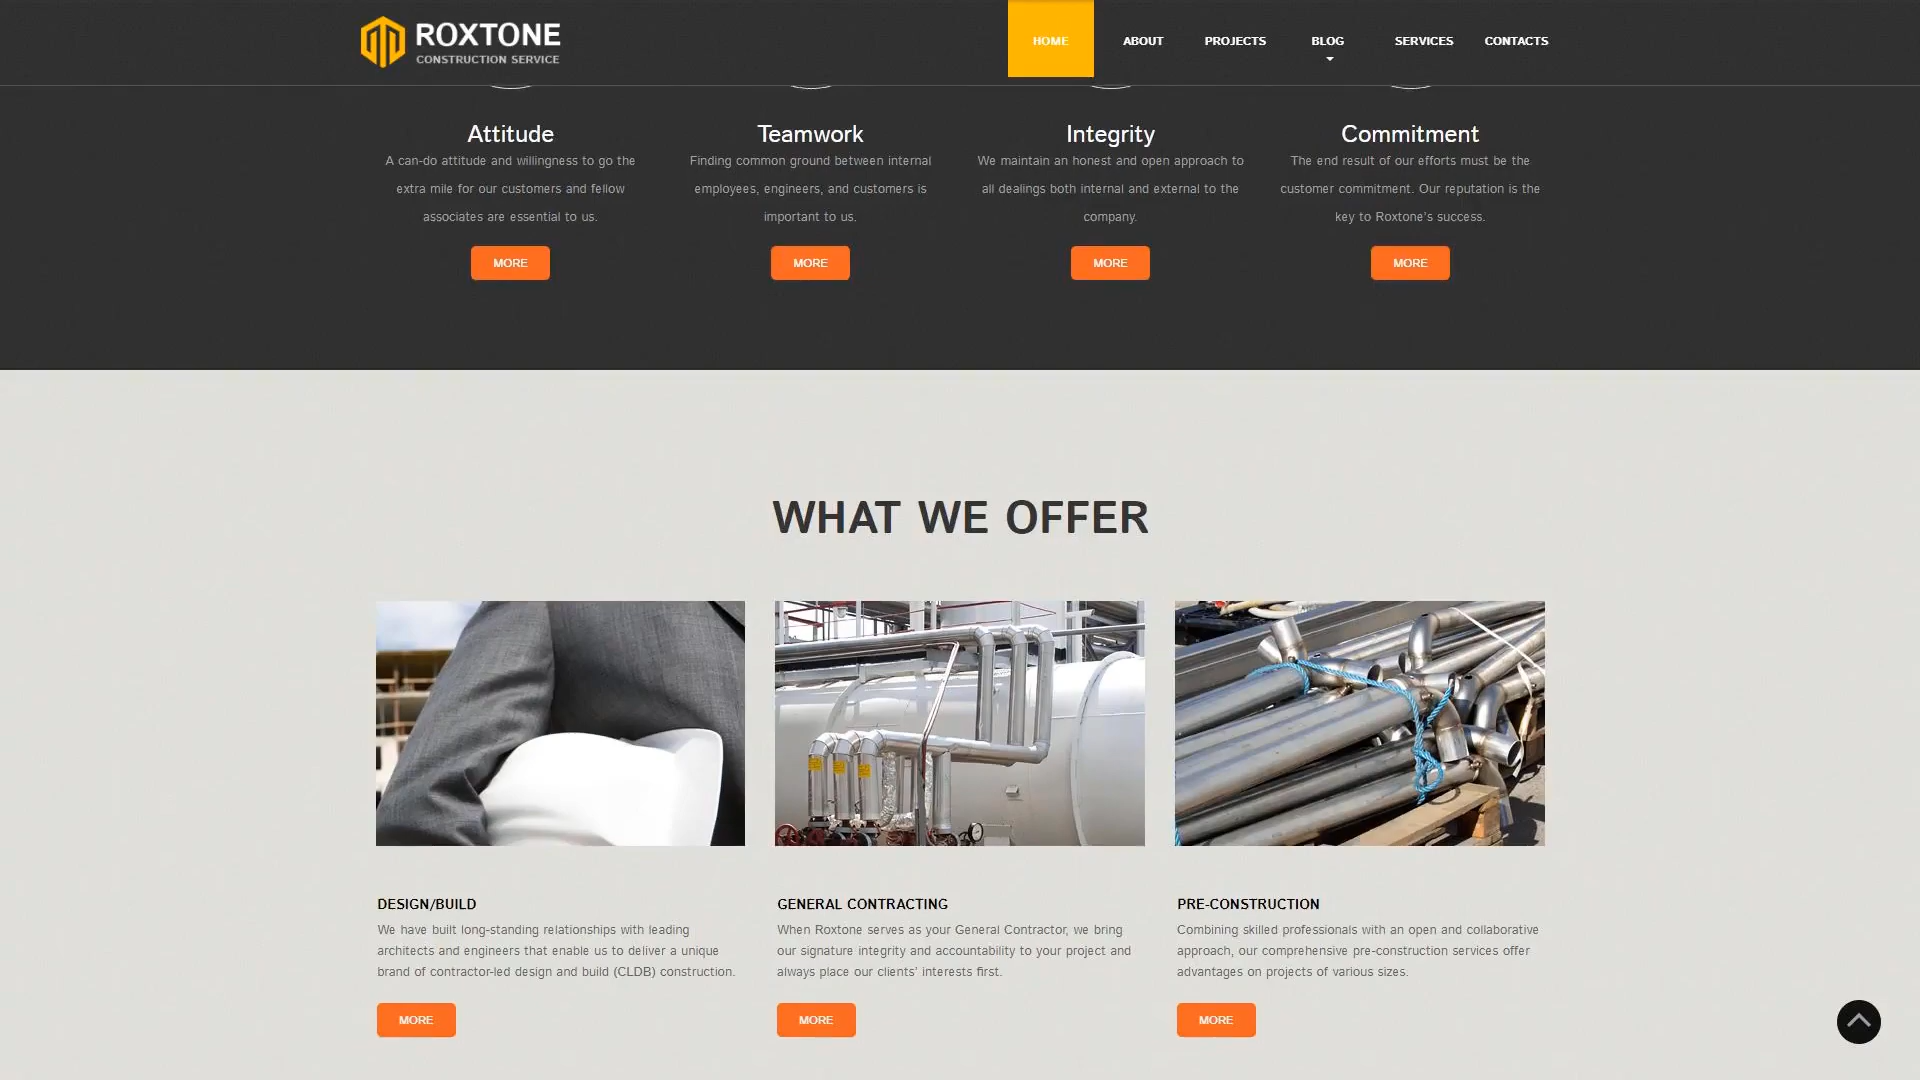 ROXTONE
CONSTRUCTION SERVICE
HOME
ABOUT
PROJECTS
BLOG
SERVICES
CONTACTS
Attitude
A can-do attitude and willingness to go the
extra mile for our customers and fellow
associates are essential to us.
MORE
Teamwork
Finding common ground between internal
employees, engineers, and customers is
important to us.
MORE
Integrity
We maintain an honest and open approach to
all dealings both internal and external to the
company.
MORE
Commitment
The end result of our efforts must be the
customer commitment. Our reputation is the
key to Roxtone's success.
MORE
WHAT WE OFFER
DESIGN/BUILD
We have built long-standing relationships with leading
architects and engineers that enable us to deliver a unique
brand of contractor-led design and build (CLDB) construction.
MORE
GENERAL CONTRACTING
When Roxtone serves as your General Contractor, we bring
our signature integrity and accountability to your project and
always place our clients' interests first.
MORE
PRE-CONSTRUCTION
Combining skilled professionals with an open and collaborative
approach, our comprehensive pre-construction services offer
advantages on projects of various sizes.
MORE